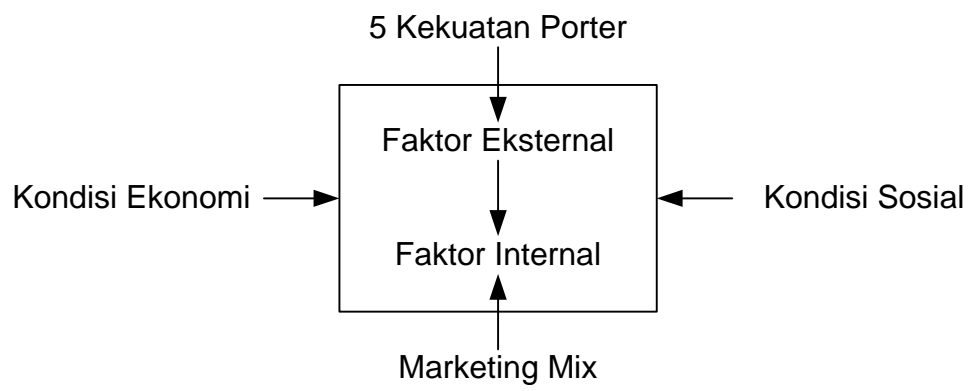 5 Kekuatan Porter
Faktor Eksternal
Kondisi Ekonomi
Kondisi Sosial
Faktor Internal
Marketing Mix